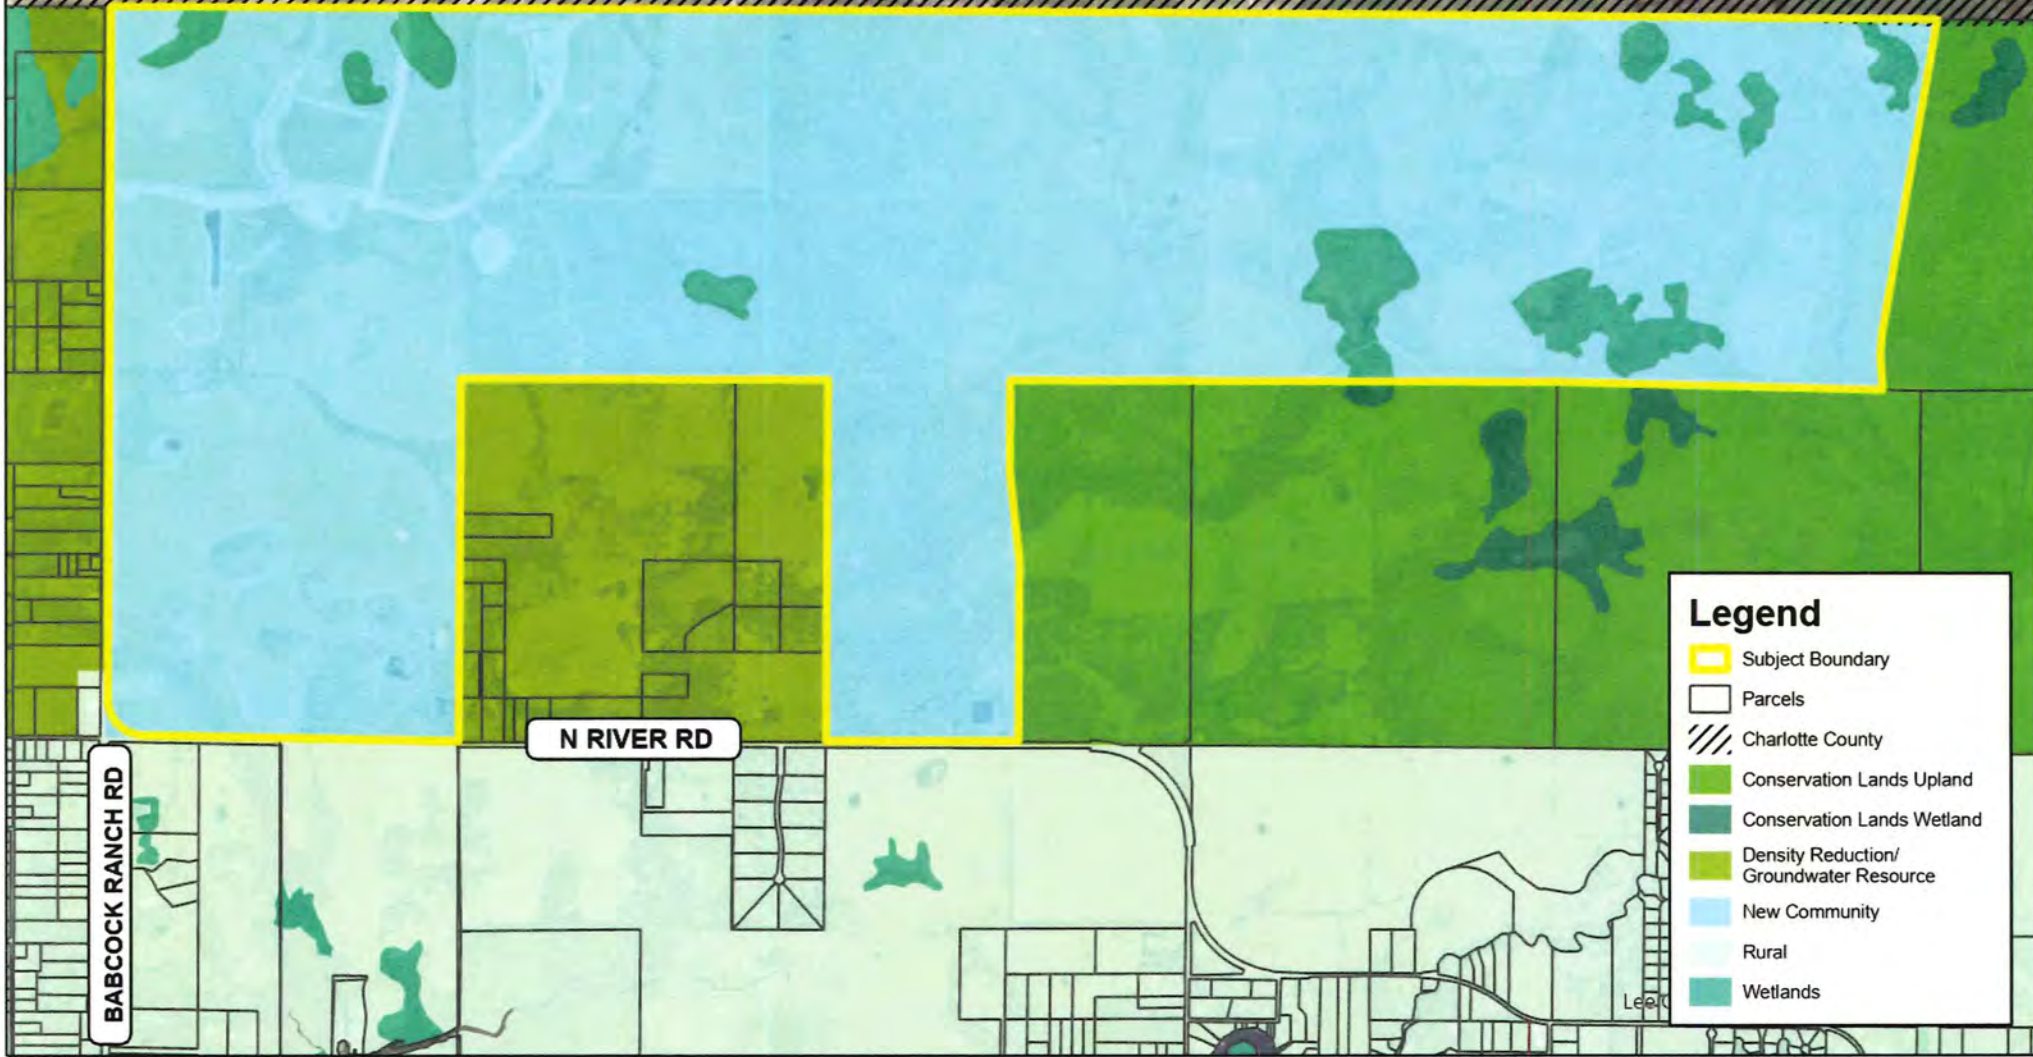 N RIVER RD
BABCOCK RANCH RD
Legend
Subject Boundary
Parcels
Charlotte County
Conservation Lands Upland
Conservation Lands Wetland
Density Reduction/
Groundwater Resource
New Community
Rural
Wetlands
Lee